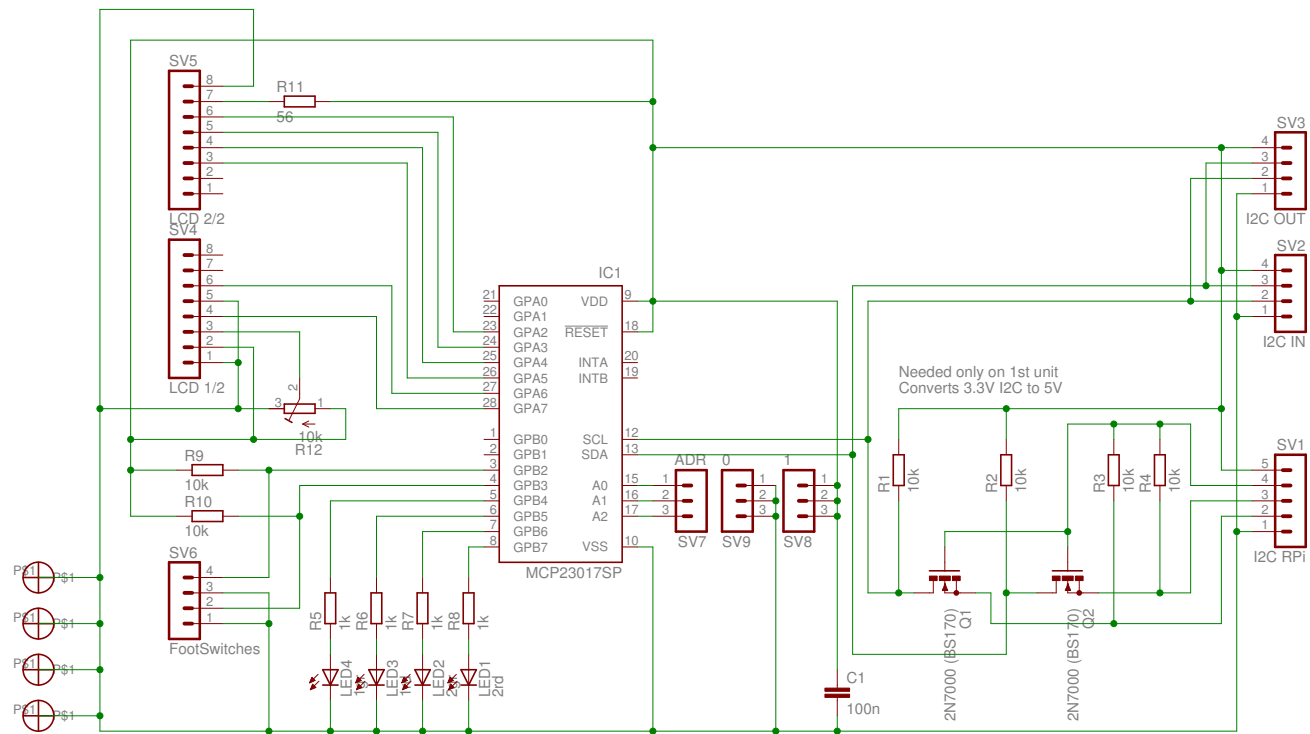 SV5
8
7
6
5
4
3
2
1
LCD 2/2
R11
56
SV4
8
7
6
5
4
3
2
1
LCD 1/2
3
2
1
10k
R12
R9
10k
R10
10k
SV6
4
3
2
1
FootSwitches
P$1 P$1
P$1 P$1
P$1 P$1
P$1 P$1
IC1
21 GPA0 VDD 9
22 GPA1
23 GPA2 RESET 18
24 GPA3
25 GPA4 INTA 20
26 GPA5 INTB 19
27 GPA6
28 GPA7
1 GPB0 SCL 12
2 GPB1 SDA 13
3 GPB2
4 GPB3 A0 15
5 GPB4 A1 16
6 GPB5 A2 17
7 GPB6
8 GPB7 VSS 10
MCP23017SP
ADR
1
2
3
SV7
0
1
2
3
SV9
1
1
2
3
SV8
R5
1k
R6
1k
R7
1k
R8
1k
LED4
LED3
LED2
LED1
2rd
C1
100n
Needed only on 1st unit
Converts 3.3V I2C to 5V
R1
10k
R2
10k
R3
10k
R4
10k
2N7000 (BS170)
Q1
2N7000 (BS170)
Q2
SV3
4
3
2
1
I2C OUT
SV2
4
3
2
1
I2C IN
SV1
5
4
3
2
1
I2C RPi